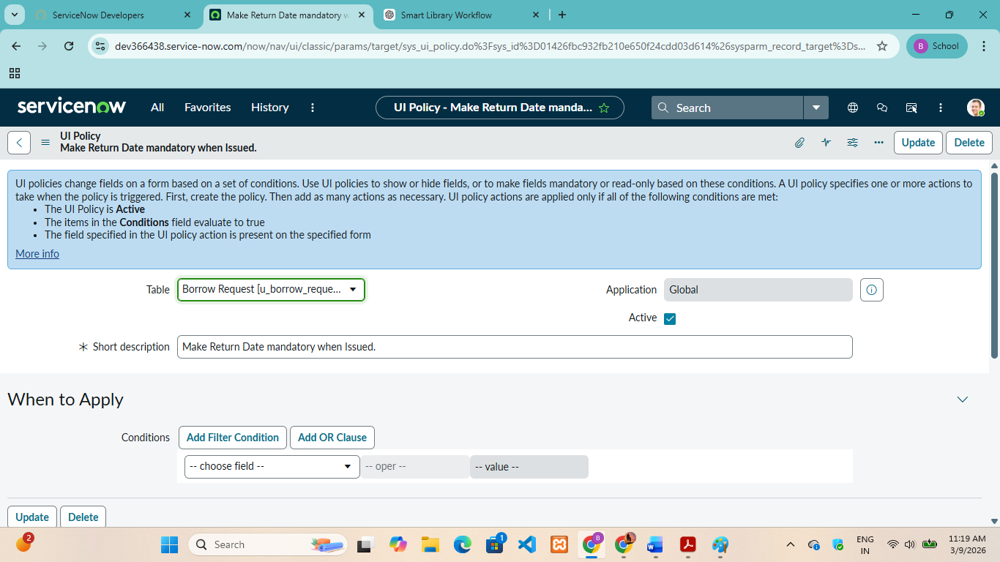 ServiceNow Developers
Make Return Date mandatory w
Smart Library Workflow
dev366438.service-now.com/now/nav/ui/classic/params/target/sys_ui_policy.do%3Fsys_id%3D01426fbc932fb210e650f24cdd03d614%26sysparm_record_target%3Ds...
B School
servicenow All Favorites History UI Policy - Make Return Date manda... Search
UI Policy
Make Return Date mandatory when Issued.
Update Delete
UI policies change fields on a form based on a set of conditions. Use UI policies to show or hide fields, or to make fields mandatory or read-only based on these conditions. A UI policy specifies one or more actions to
take when the policy is triggered. First, create the policy. Then add as many actions as necessary. UI policy actions are applied only if all of the following conditions are met:
• The UI Policy is Active
• The items in the Conditions field evaluate to true
• The field specified in the UI policy action is present on the specified form
More info
Table Borrow Request [u_borrow_reque... Application Global
Active
Short description Make Return Date mandatory when Issued.
When to Apply
Conditions Add Filter Condition Add OR Clause
-- choose field -- -- oper -- -- value --
Update Delete
2 Search 1 B ENG 11:19 AM
IN 3/9/2026